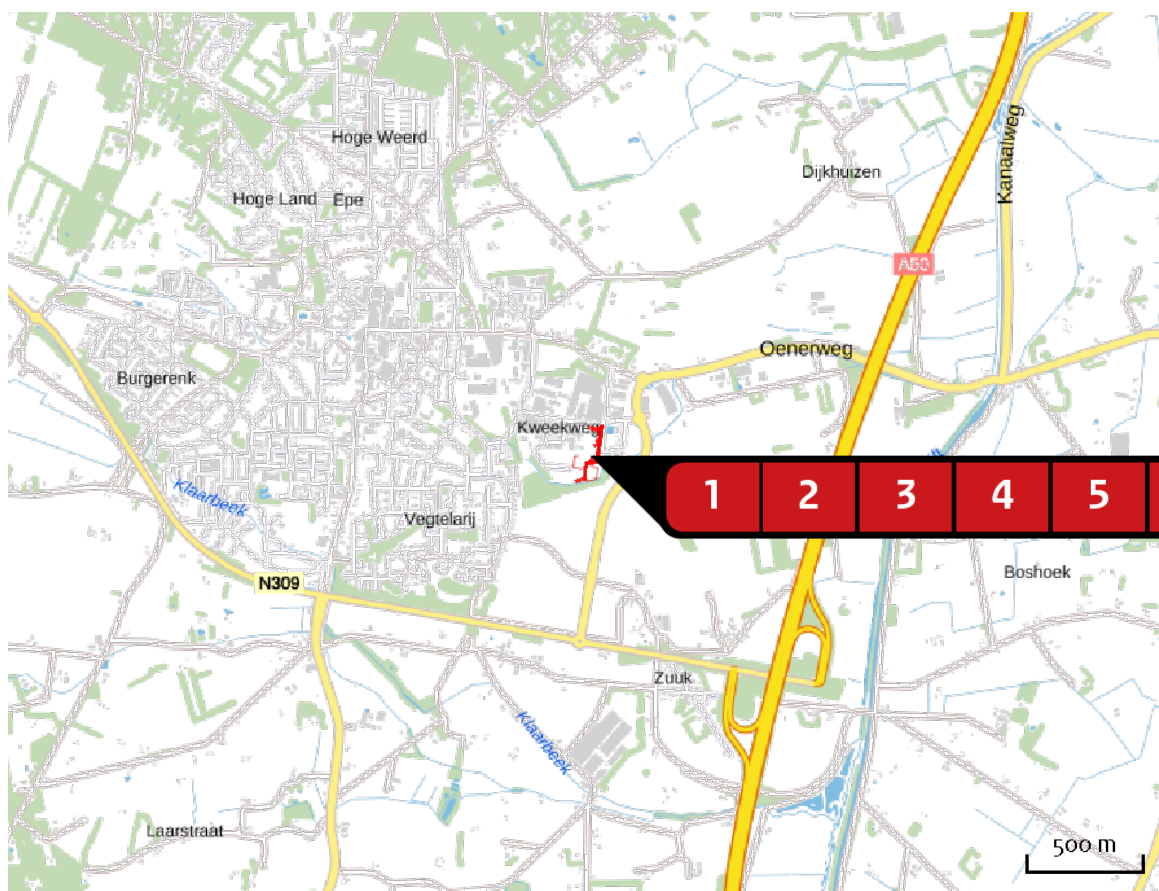 Hoge Weerd
Dijkhuizen
Kanaalweg
Hoge Land
Epe
A50
Oenerweg
Burgerenk
Kweekweg
Klaarbeek
1
2
3
4
5
Vegtelarij
Boshoek
N309
Zuuk
Klaarbeek
Laarstraat
500 m